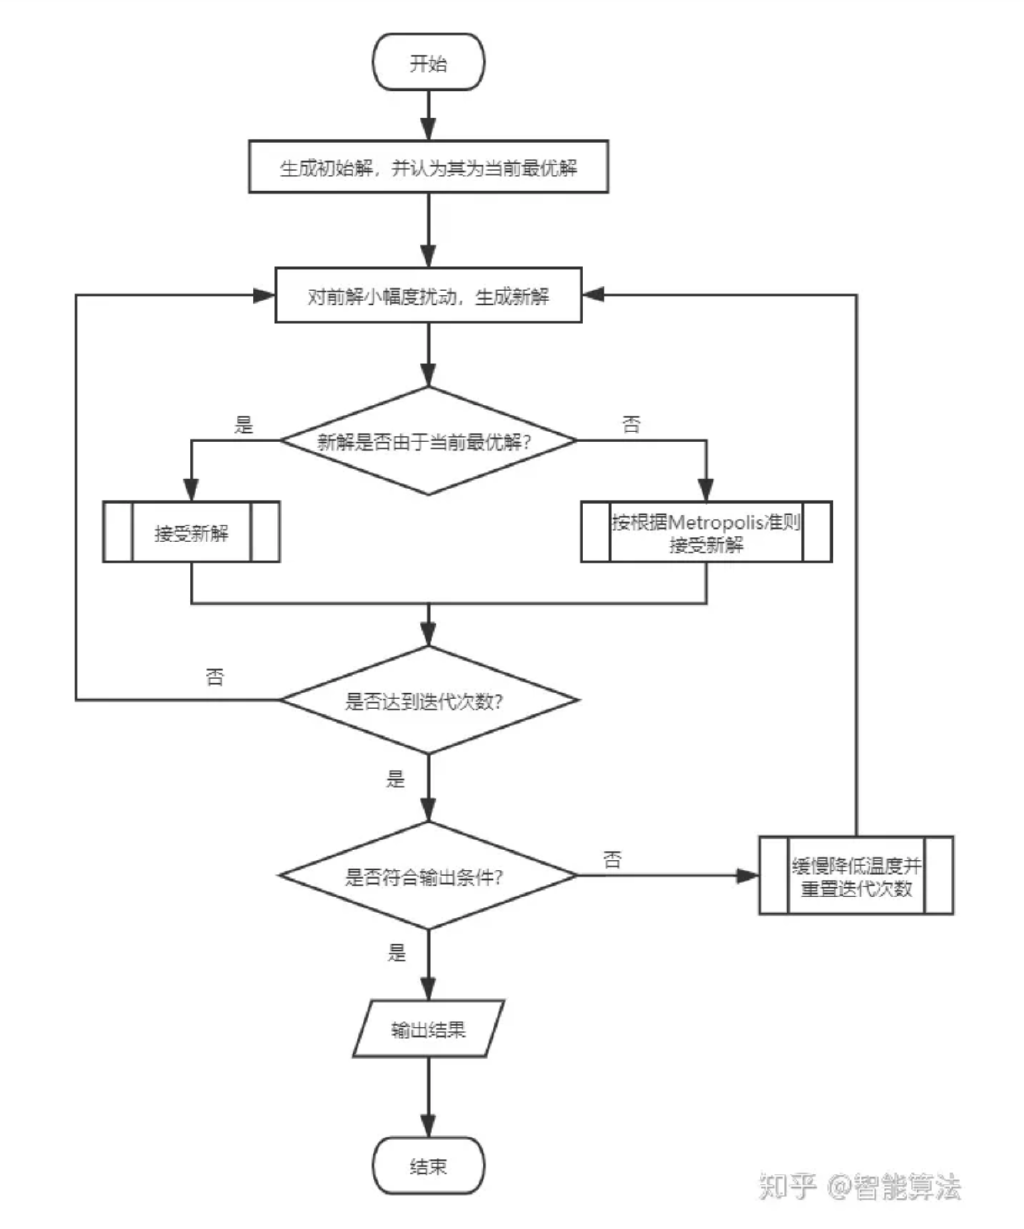 开始
生成初始解，并认为其为当前最优解
对前解小幅度扰动，生成新解
是
新解是否由于当前最优解？
否
接受新解
按根据Metropolis准则
接受新解
否
是否达到迭代次数？
是
是否符合输出条件？
否
缓慢降低温度并
重置迭代次数
是
输出结果
结束
知乎 @智能算法